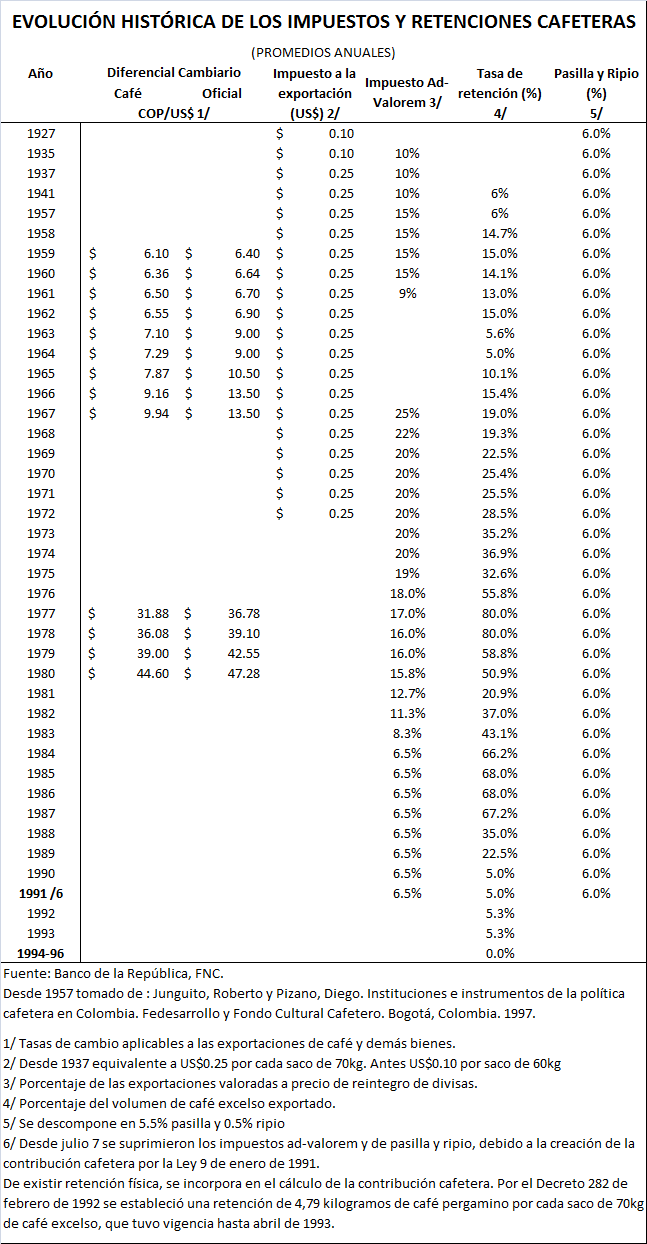 EVOLUCIÓN HISTÓRICA DE LOS IMPUESTOS Y RETENCIONES CAFETERAS
(PROMEDIOS ANUALES)
Año Diferencial Cambiario Impuesto a la exportación (US$) 2/ Impuesto Ad-Valorem 3/ Tasa de retención (%) 4/ Pasilla y Ripio (%) 5/
Café Oficial
COP/US$ 1/
1927 $ 0.10 6.0%
1935 $ 0.10 10% 6.0%
1937 $ 0.25 10% 6.0%
1941 $ 0.25 10% 6% 6.0%
1957 $ 0.25 15% 6% 6.0%
1958 $ 0.25 15% 14.7% 6.0%
1959 $ 6.10 $ 6.40 $ 0.25 15% 15.0% 6.0%
1960 $ 6.36 $ 6.64 $ 0.25 15% 14.1% 6.0%
1961 $ 6.50 $ 6.70 $ 0.25 9% 13.0% 6.0%
1962 $ 6.55 $ 6.90 $ 0.25 15.0% 6.0%
1963 $ 7.10 $ 9.00 $ 0.25 5.6% 6.0%
1964 $ 7.29 $ 9.00 $ 0.25 5.0% 6.0%
1965 $ 7.87 $ 10.50 $ 0.25 10.1% 6.0%
1966 $ 9.16 $ 13.50 $ 0.25 15.4% 6.0%
1967 $ 9.94 $ 13.50 $ 0.25 25% 19.0% 6.0%
1968 $ 0.25 22% 19.3% 6.0%
1969 $ 0.25 20% 22.5% 6.0%
1970 $ 0.25 20% 25.4% 6.0%
1971 $ 0.25 20% 25.5% 6.0%
1972 $ 0.25 20% 28.5% 6.0%
1973 20% 35.2% 6.0%
1974 20% 36.9% 6.0%
1975 19% 32.6% 6.0%
1976 18.0% 55.8% 6.0%
1977 $ 31.88 $ 36.78 17.0% 80.0% 6.0%
1978 $ 36.08 $ 39.10 16.0% 80.0% 6.0%
1979 $ 39.00 $ 42.55 16.0% 58.8% 6.0%
1980 $ 44.60 $ 47.28 15.8% 50.9% 6.0%
1981 12.7% 20.9% 6.0%
1982 11.3% 37.0% 6.0%
1983 8.3% 43.1% 6.0%
1984 6.5% 66.2% 6.0%
1985 6.5% 68.0% 6.0%
1986 6.5% 68.0% 6.0%
1987 6.5% 67.2% 6.0%
1988 6.5% 35.0% 6.0%
1989 6.5% 22.5% 6.0%
1990 6.5% 5.0% 6.0%
1991 /6 6.5% 5.0% 6.0%
1992 5.3%
1993 5.3%
1994-96 0.0%
Fuente: Banco de la República, FNC.
Desde 1957 tomado de : Junguito, Roberto y Pizano, Diego. Instituciones e instrumentos de la política
cafetera en Colombia. Fedesarrollo y Fondo Cultural Cafetero. Bogotá, Colombia. 1997.
1/ Tasas de cambio aplicables a las exportaciones de café y demás bienes.
2/ Desde 1937 equivalente a US$0.25 por cada saco de 70kg. Antes US$0.10 por saco de 60kg
3/ Porcentaje de las exportaciones valoradas a precio de reintegro de divisas.
4/ Porcentaje del volumen de café excelso exportado.
5/ Se descompone en 5.5% pasilla y 0.5% ripio
6/ Desde julio 7 se suprimieron los impuestos ad-valorem y de pasilla y ripio, debido a la creación de la
contribución cafetera por la Ley 9 de enero de 1991.
De existir retención física, se incorpora en el cálculo de la contribución cafetera. Por el Decreto 282 de
febrero de 1992 se estableció una retención de 4,79 kilogramos de café pergamino por cada saco de 70kg
de café excelso, que tuvo vigencia hasta abril de 1993.